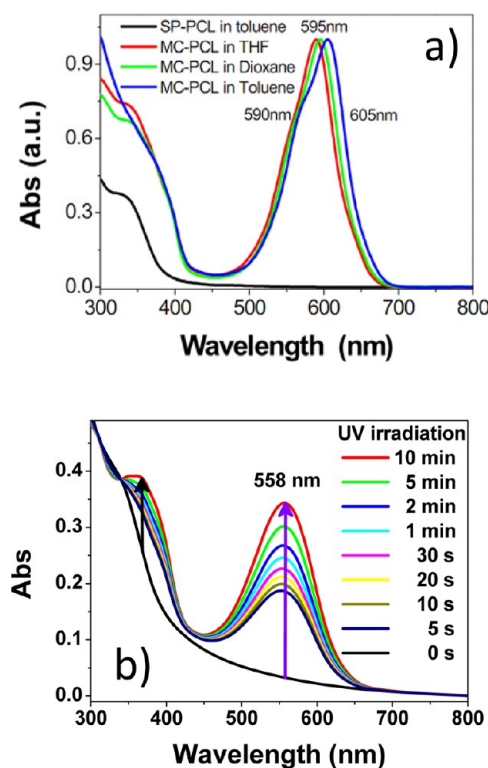 SP-PCL in toluene 595nm
MC-PCL in THF
a)
MC-PCL in Dioxane
MC-PCL in Toluene
590nm 605nm
Abs (a.u.)
0.0
0.3
0.6
0.9
300 400 500 600 700 800
Wavelength (nm)
UV irradiation
10 min
5 min
2 min
1 min
30 s
20 s
10 s
5 s
0 s
558 nm
Abs
0.4
0.3
0.2
0.1
0.0
b)
300 400 500 600 700 800
Wavelength (nm)